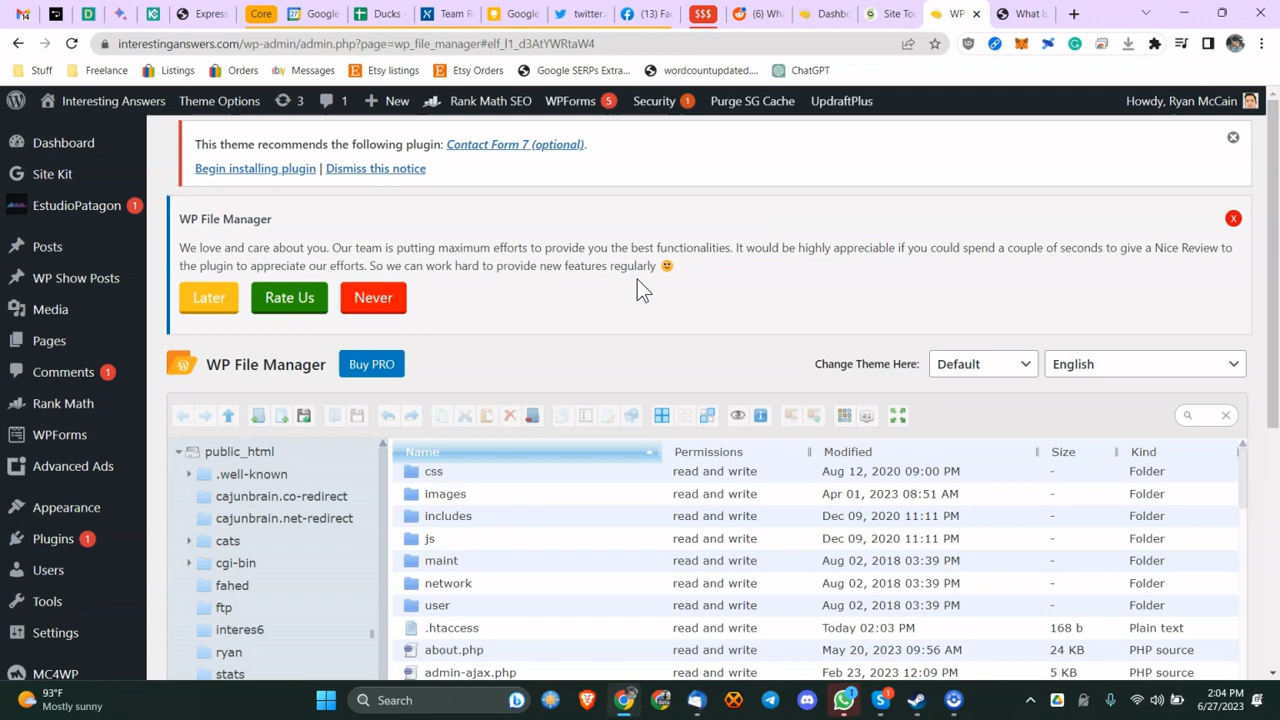 Express
Core
Google
Ducks -
Team R
Google
twitter.c
(13) Fa
$$$
(6) Wha
Dashbo
Site Too
WP
What Is
interestinganswers.com/wp-admin/admin.php?page=wp_file_manager#elf_l1_d3AtYWRtaW4
Stuff
Freelance
Listings
Orders
Messages
Etsy listings
Etsy Orders
Google SERPs Extra...
wordcountupdated....
ChatGPT
Interesting Answers
Theme Options
3
1
New
Rank Math SEO
WPForms 5
Security 1
Purge SG Cache
UpdraftPlus
Howdy, Ryan McCain
Dashboard
Site Kit
EstudioPatagon 1
Posts
WP Show Posts
Media
Pages
Comments 1
Rank Math
WPForms
Advanced Ads
Appearance
Plugins 1
Users
Tools
Settings
MC4WP
This theme recommends the following plugin: Contact Form 7 (optional).
Begin installing plugin | Dismiss this notice
WP File Manager
X
We love and care about you. Our team is putting maximum efforts to provide you the best functionalities. It would be highly appreciable if you could spend a couple of seconds to give a Nice Review to
the plugin to appreciate our efforts. So we can work hard to provide new features regularly 🙂
Later
Rate Us
Never
WP File Manager
Buy PRO
Change Theme Here:
Default
English
public_html
.well-known
cajunbrain.co-redirect
cajunbrain.net-redirect
cats
cgi-bin
fahed
ftp
interes6
ryan
stats
Name Permissions Modified Size Kind
css read and write Aug 12, 2020 09:00 PM - Folder
images read and write Apr 01, 2023 08:51 AM - Folder
includes read and write Dec 09, 2020 11:11 PM - Folder
js read and write Dec 09, 2020 11:11 PM - Folder
maint read and write Aug 02, 2018 03:39 PM - Folder
network read and write Aug 02, 2018 03:39 PM - Folder
user read and write Aug 02, 2018 03:39 PM - Folder
.htaccess read and write Today 02:03 PM 168 b Plain text
about.php read and write May 20, 2023 09:56 AM 24 KB PHP source
admin-ajax.php read and write Feb 23, 2023 12:09 PM 5 KB PHP source
93°F
Mostly sunny
Search
2:04 PM
6/27/2023